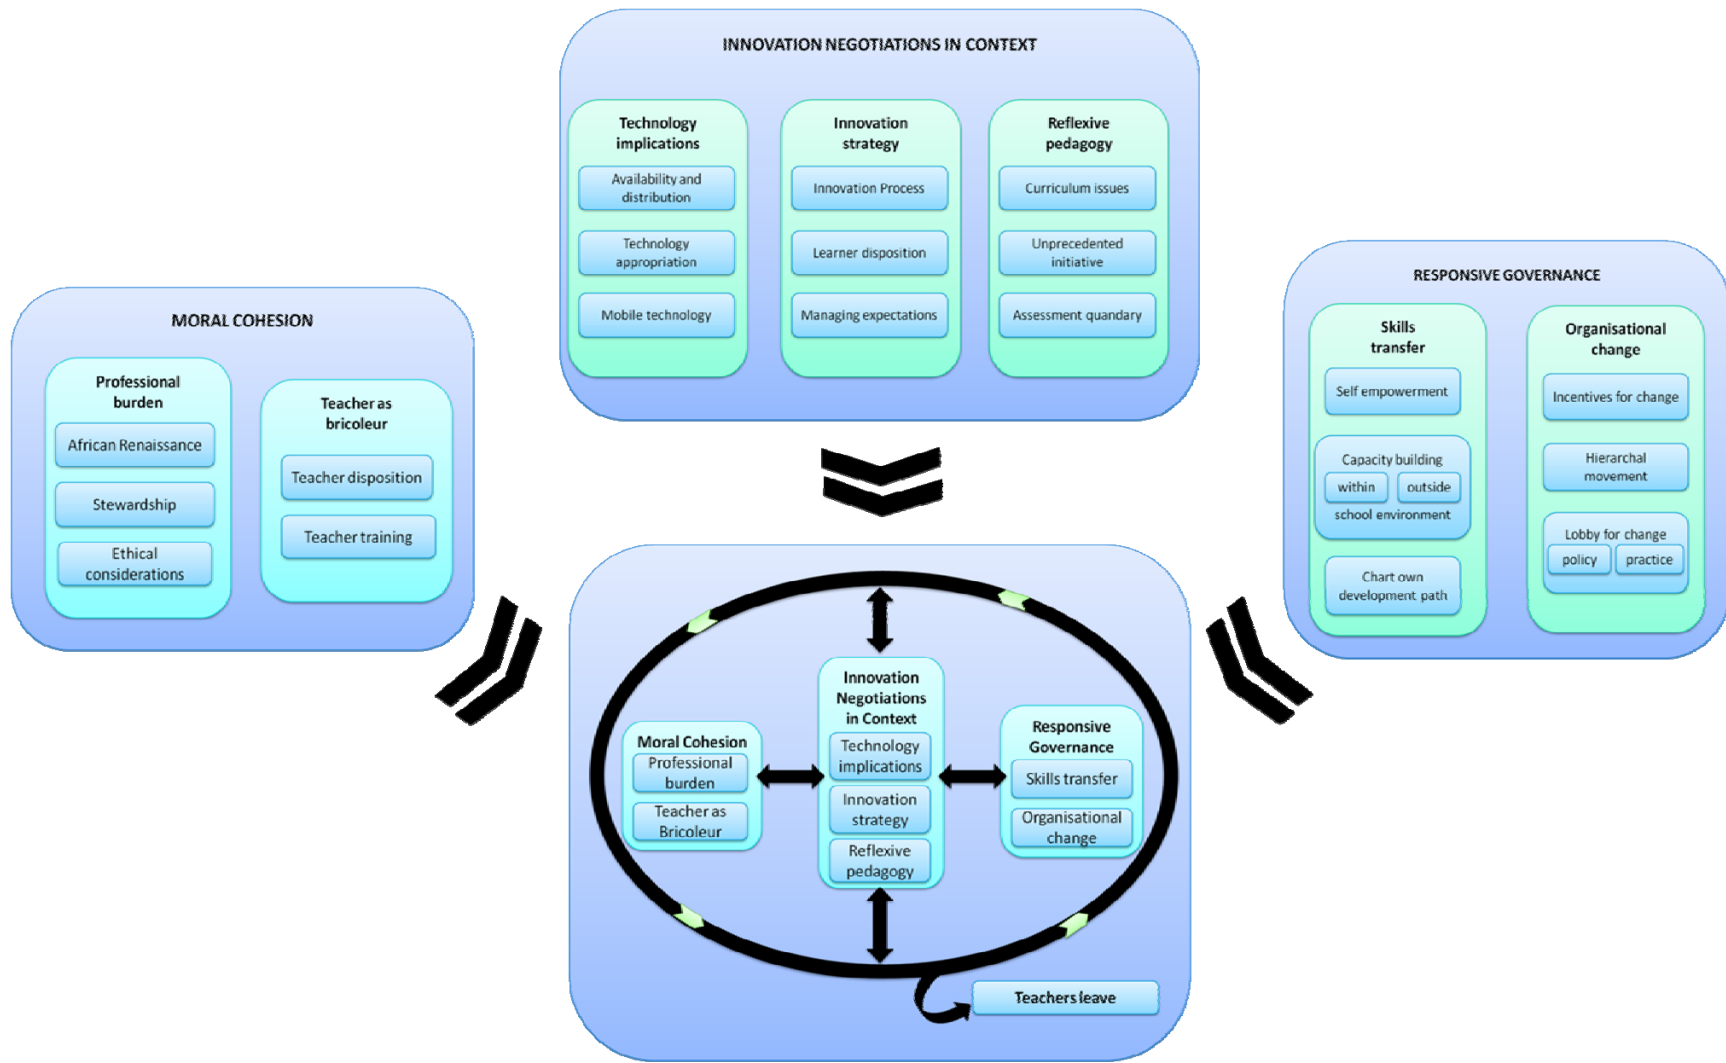 INNOVATION NEGOTIATIONS IN CONTEXT
Technology
implications
Availability and
distribution
Technology
appropriation
Mobile technology
Innovation
strategy
Innovation Process
Learner disposition
Managing expectations
Reflexive
pedagogy
Curriculum issues
Unprecedented
initiative
Assessment quandary
MORAL COHESION
Professional
burden
African Renaissance
Stewardship
Ethical
considerations
Teacher as
bricoleur
Teacher disposition
Teacher training
RESPONSIVE GOVERNANCE
Skills
transfer
Self empowerment
Capacity building
within
outside
school environment
Chart own
development path
Organisational
change
Incentives for change
Hierarchal
movement
Lobby for change
policy
practice
Moral Cohesion
Professional
burden
Teacher as
Bricoleur
Innovation
Negotiations
in Context
Technology
implications
Innovation
strategy
Reflexive
pedagogy
Responsive
Governance
Skills transfer
Organisational
change
Teachers leave